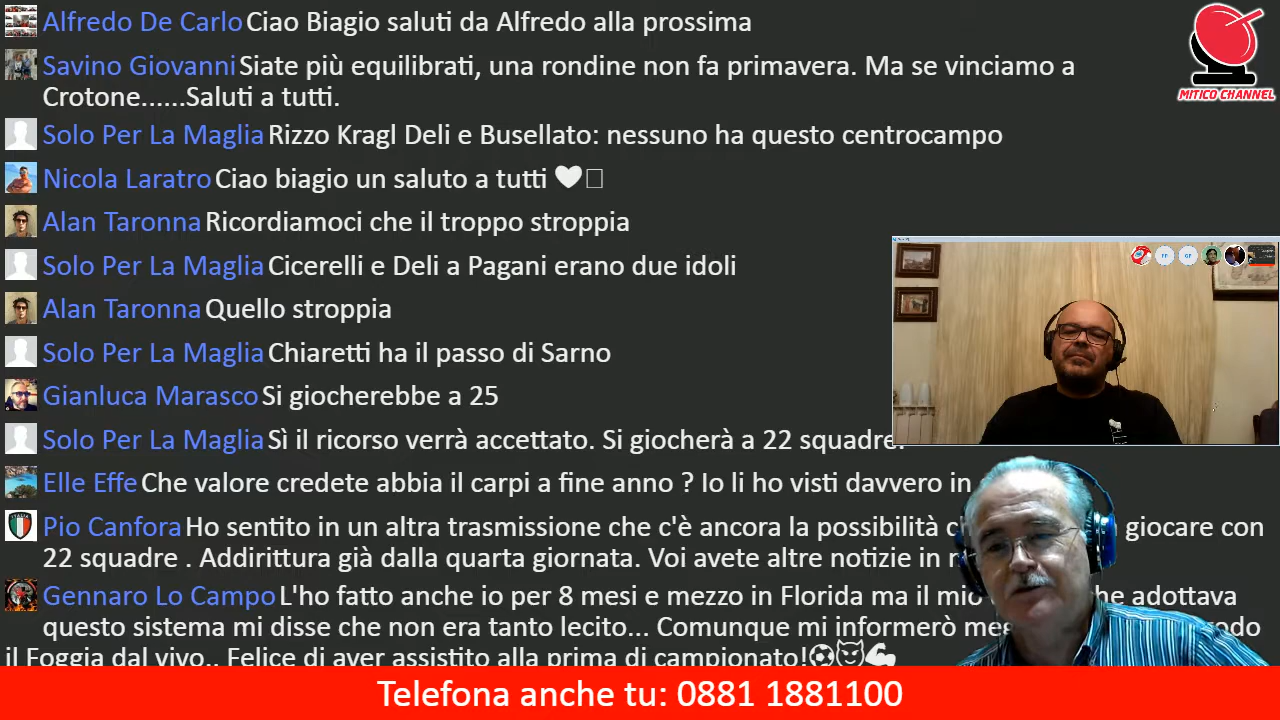 Alfredo De Carlo Ciao Biagio saluti da Alfredo alla prossima
MITICO CHANNEL
Savino Giovanni Siate più equilibrati, una rondine non fa primavera. Ma se vinciamo a
Crotone......Saluti a tutti.
Solo Per La Maglia Rizzo Kragl Deli e Busellato: nessuno ha questo centrocampo
Nicola Laratro Ciao biagio un saluto a tutti
Alan Taronna Ricordiamoci che il troppo stroppia
Solo Per La Maglia Cicerelli e Deli a Pagani erano due idoli
Alan Taronna Quello stroppia
Solo Per La Maglia Chiaretti ha il passo di Sarno
Gianluca Marasco Si giocherebbe a 25
Solo Per La Maglia Sì il ricorso verrà accettato. Si giocherà a 22 squadre.
Elle Effe Che valore credete abbia il carpi a fine anno ? Io li ho visti davvero in
Pio Canfora Ho sentito in un altra trasmissione che c'è ancora la possibilità giocare con
22 squadre . Addirittura già dalla quarta giornata. Voi avete altre notizie in
Gennaro Lo Campo L'ho fatto anche io per 8 mesi e mezzo in Florida ma il mio adottava
questo sistema mi disse che non era tanto lecito... Comunque mi informerò
il Foggia dal vivo.. Felice di aver assistito alla prima di campionato!⚽😈💪
Telefona anche tu: 0881 1881100